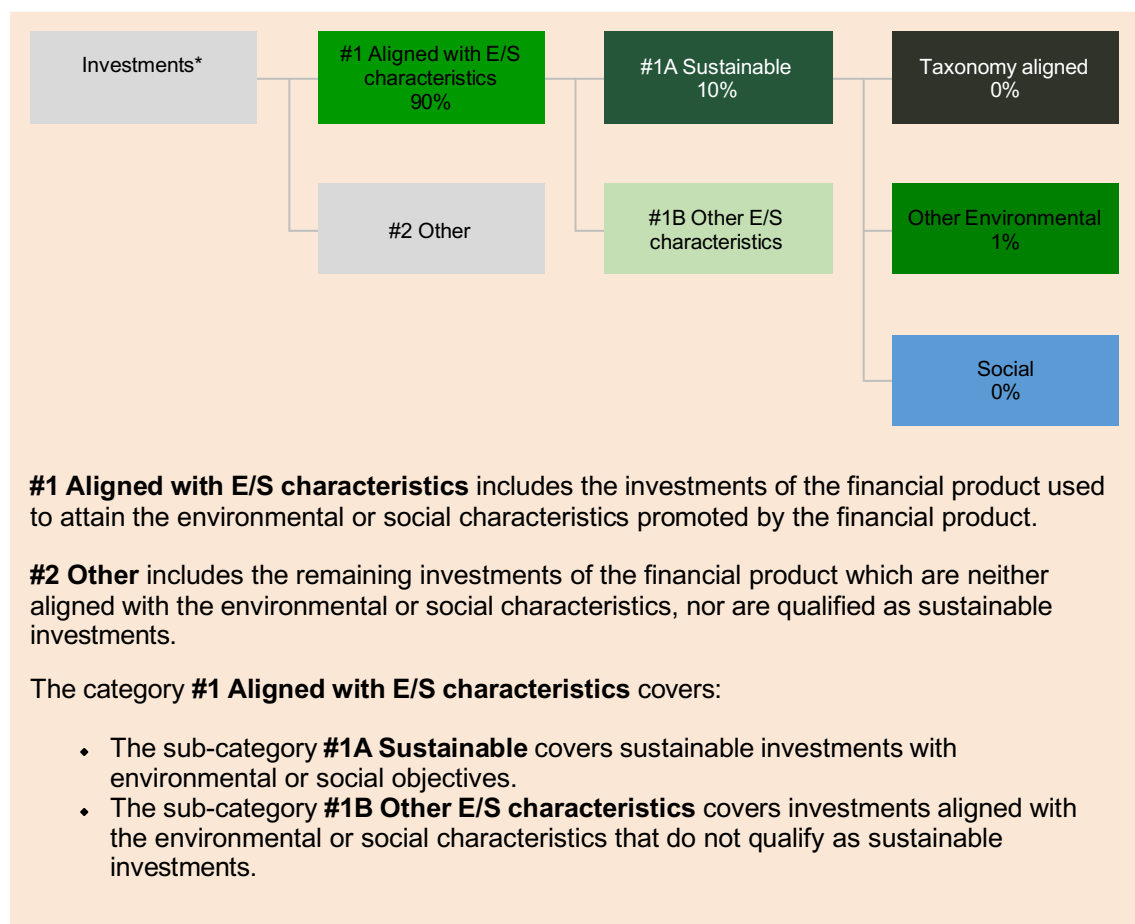 Investments*
#1 Aligned with E/S
characteristics
90%
#1A Sustainable
10%
Taxonomy aligned
0%
#2 Other
#1B Other E/S
characteristics
Other Environmental
1%
Social
0%
#1 Aligned with E/S characteristics includes the investments of the financial product used
to attain the environmental or social characteristics promoted by the financial product.
#2 Other includes the remaining investments of the financial product which are neither
aligned with the environmental or social characteristics, nor are qualified as sustainable
investments.
The category #1 Aligned with E/S characteristics covers:
• The sub-category #1A Sustainable covers sustainable investments with
environmental or social objectives.
• The sub-category #1B Other E/S characteristics covers investments aligned with
the environmental or social characteristics that do not qualify as sustainable
investments.